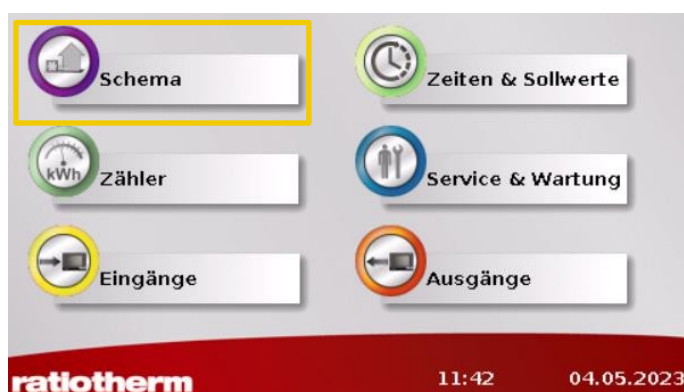 Schema
Zeiten & Sollwerte
kWh
Zähler
Service & Wartung
Eingänge
Ausgänge
ratiotherm
11:42
04.05.2023